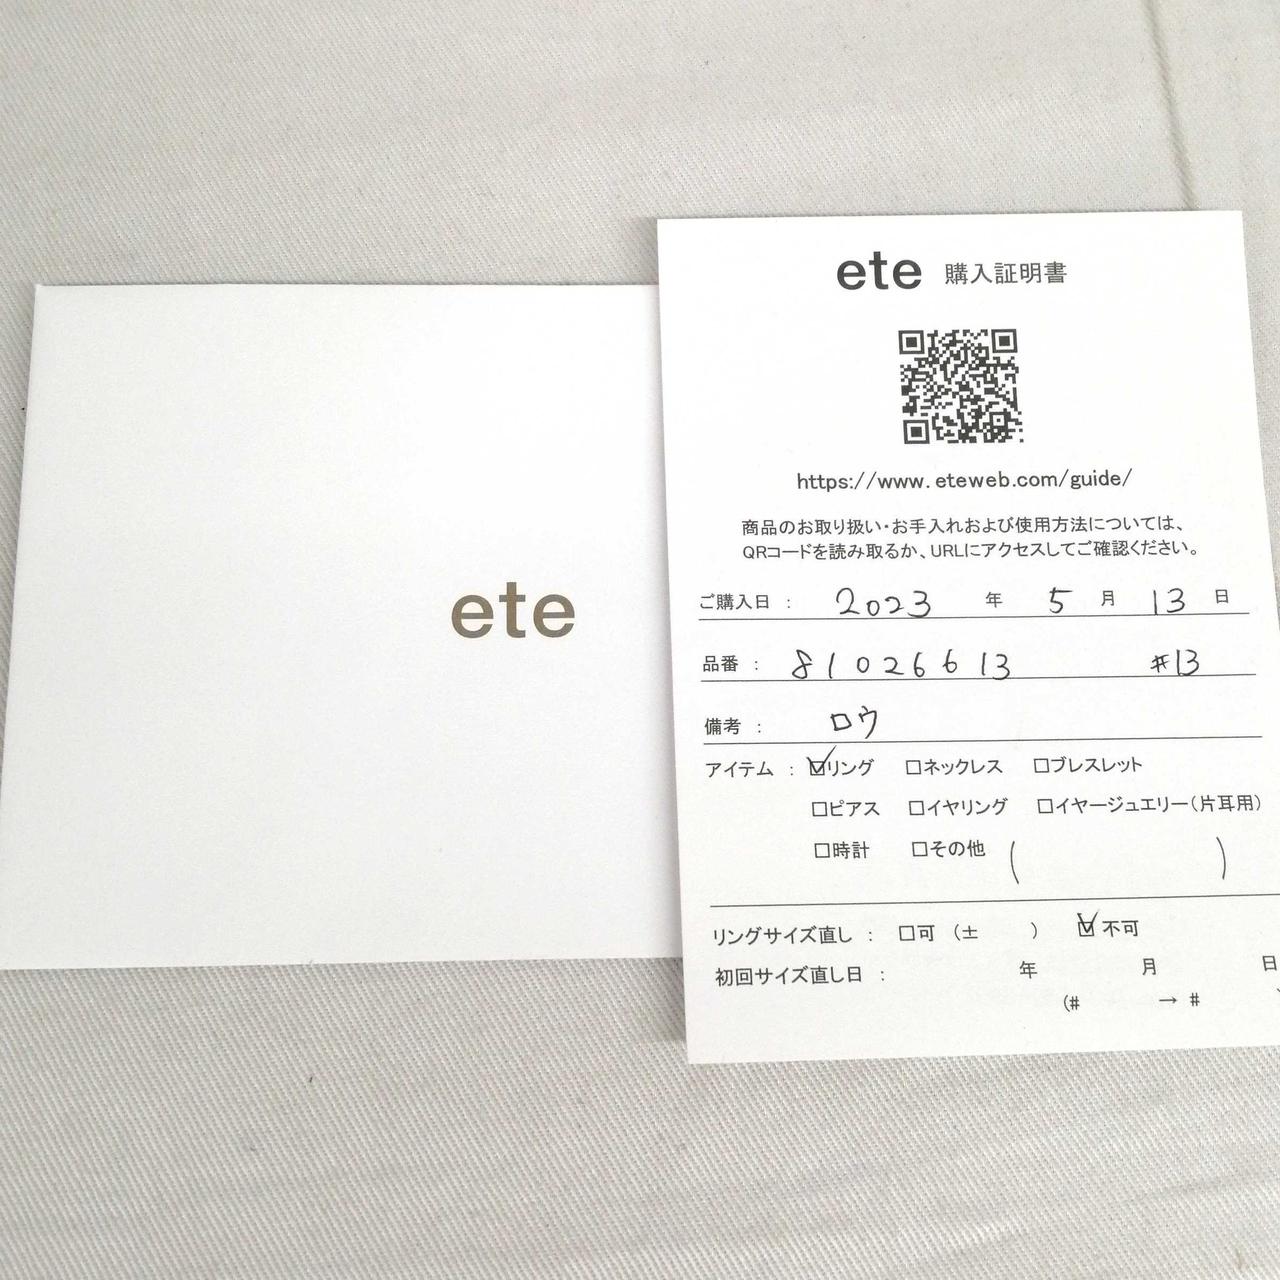 ete
ete 購入証明書
https://www.eteweb.com/guide/
商品のお取り扱い・お手入れおよび使用方法については、
QRコードを読み取るか、URLにアクセスしてご確認ください。
ご購入日 : 2023 年 5 月 13 日
品番 : 81026613 #13
備考 : ロウ
アイテム : ☑リング □ネックレス □ブレスレット
□ピアス □イヤリング □イヤージュエリー(片耳用)
□時計 □その他 ( )
リングサイズ直し : □可 (± ) ☑不可
初回サイズ直し日 : 年 月 日
(# → # )